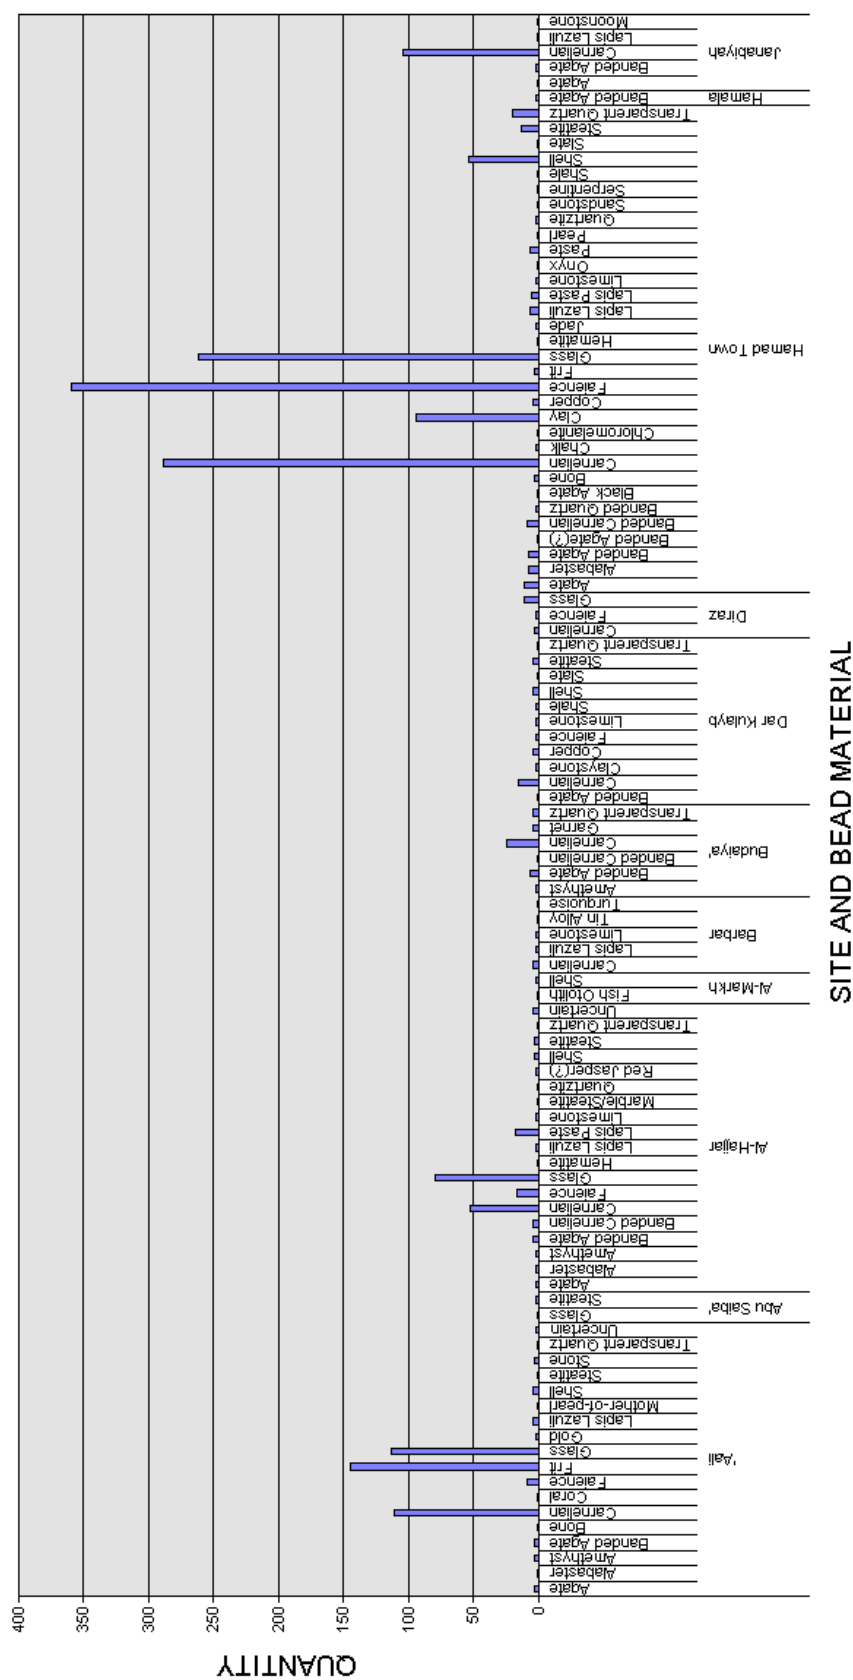 QUANTITY
400
350
300
250
200
150
100
50
0
Agate
Alabaster
Amethyst
Banded Agate
Bone
Carnelian
Coral
Faience
Frit
Glass
Gold
Lapis Lazuli
Mother-of-pearl
Shell
Steatite
Stone
Transparent Quartz
Uncertain
'Aali
Glass
Steatite
Abu Saiba'
Agate
Alabaster
Amethyst
Banded Agate
Banded Carnelian
Carnelian
Faience
Glass
Hematite
Lapis Lazuli
Lapis Paste
Limestone
Marble/Steatite
Quartzite
Red Jasper(?)
Shell
Steatite
Transparent Quartz
Uncertain
Al-Hajjar
Fish Otolith
Shell
Al-Markh
Carnelian
Lapis Lazuli
Limestone
Tin Alloy
Turquoise
Barbar
Amethyst
Banded Agate
Banded Carnelian
Carnelian
Garnet
Transparent Quartz
Budaiya'
Banded Agate
Carnelian
Claystone
Copper
Faience
Limestone
Shale
Shell
Slate
Steatite
Transparent Quartz
Dar Kulayb
Carnelian
Faience
Glass
Diraz
Agate
Alabaster
Banded Agate
Banded Agate(?)
Banded Carnelian
Banded Quartz
Black Agate
Bone
Carnelian
Chalk
Chloromelanite
Clay
Copper
Faience
Frit
Glass
Hematite
Jade
Lapis Lazuli
Lapis Paste
Limestone
Onyx
Paste
Pearl
Quartzite
Sandstone
Serpentine
Shale
Shell
Slate
Steatite
Transparent Quartz
Hamad Town
Banded Agate
Hamala
Agate
Banded Agate
Carnelian
Lapis Lazuli
Moonstone
Janabiyah
SITE AND BEAD MATERIAL